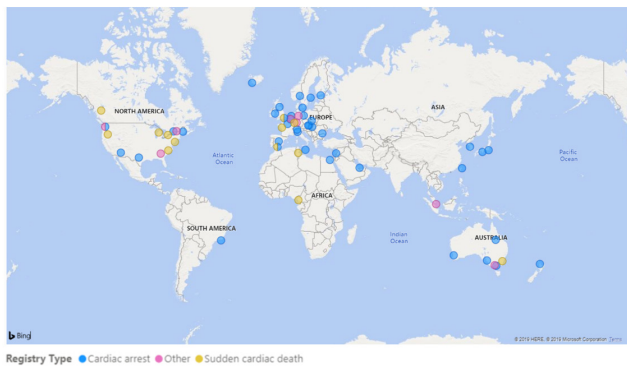 NORTH AMERICA
EUROPE
ASIA
Atlantic
Ocean
Pacific
Ocean
AFRICA
SOUTH AMERICA
Indian
Ocean
AUSTRALIA
Bing
© 2019 HERE, © 2019 Microsoft Corporation Terms
Registry Type Cardiac arrest Other Sudden cardiac death